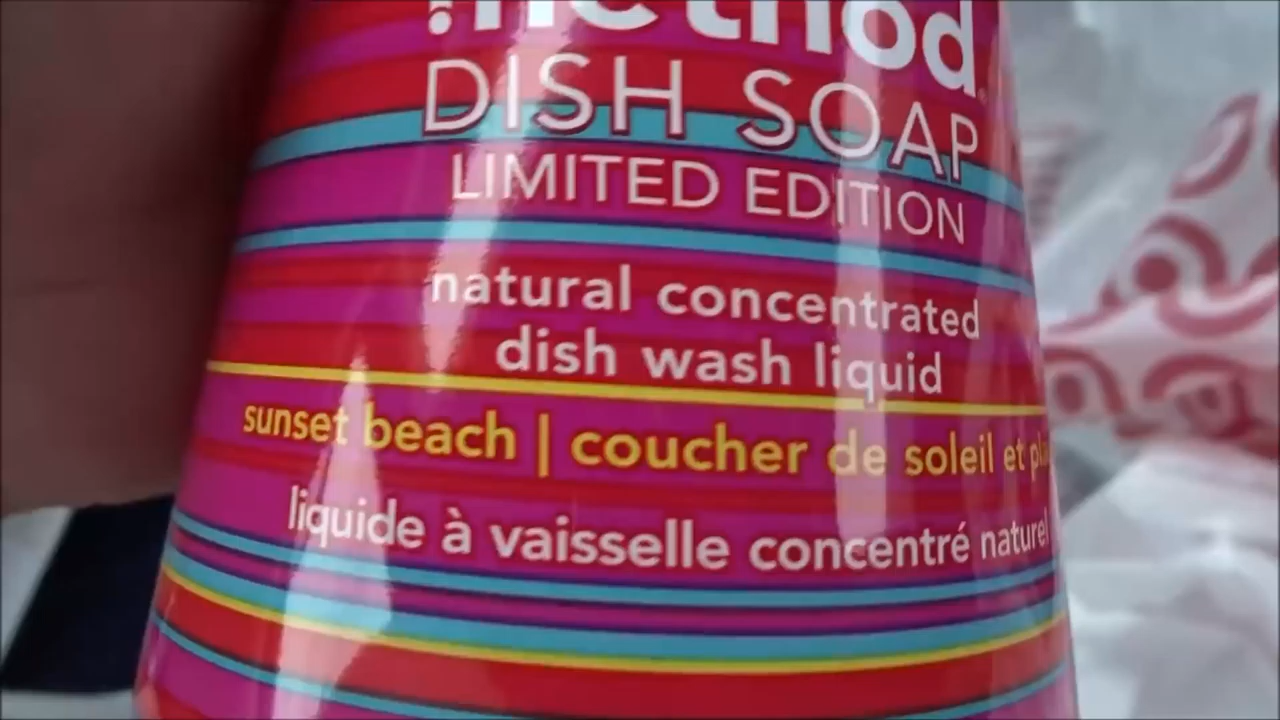 method
DISH SOAP
LIMITED EDITION
natural concentrated
dish wash liquid
sunset beach | coucher de soleil et
liquide à vaisselle concentré naturel